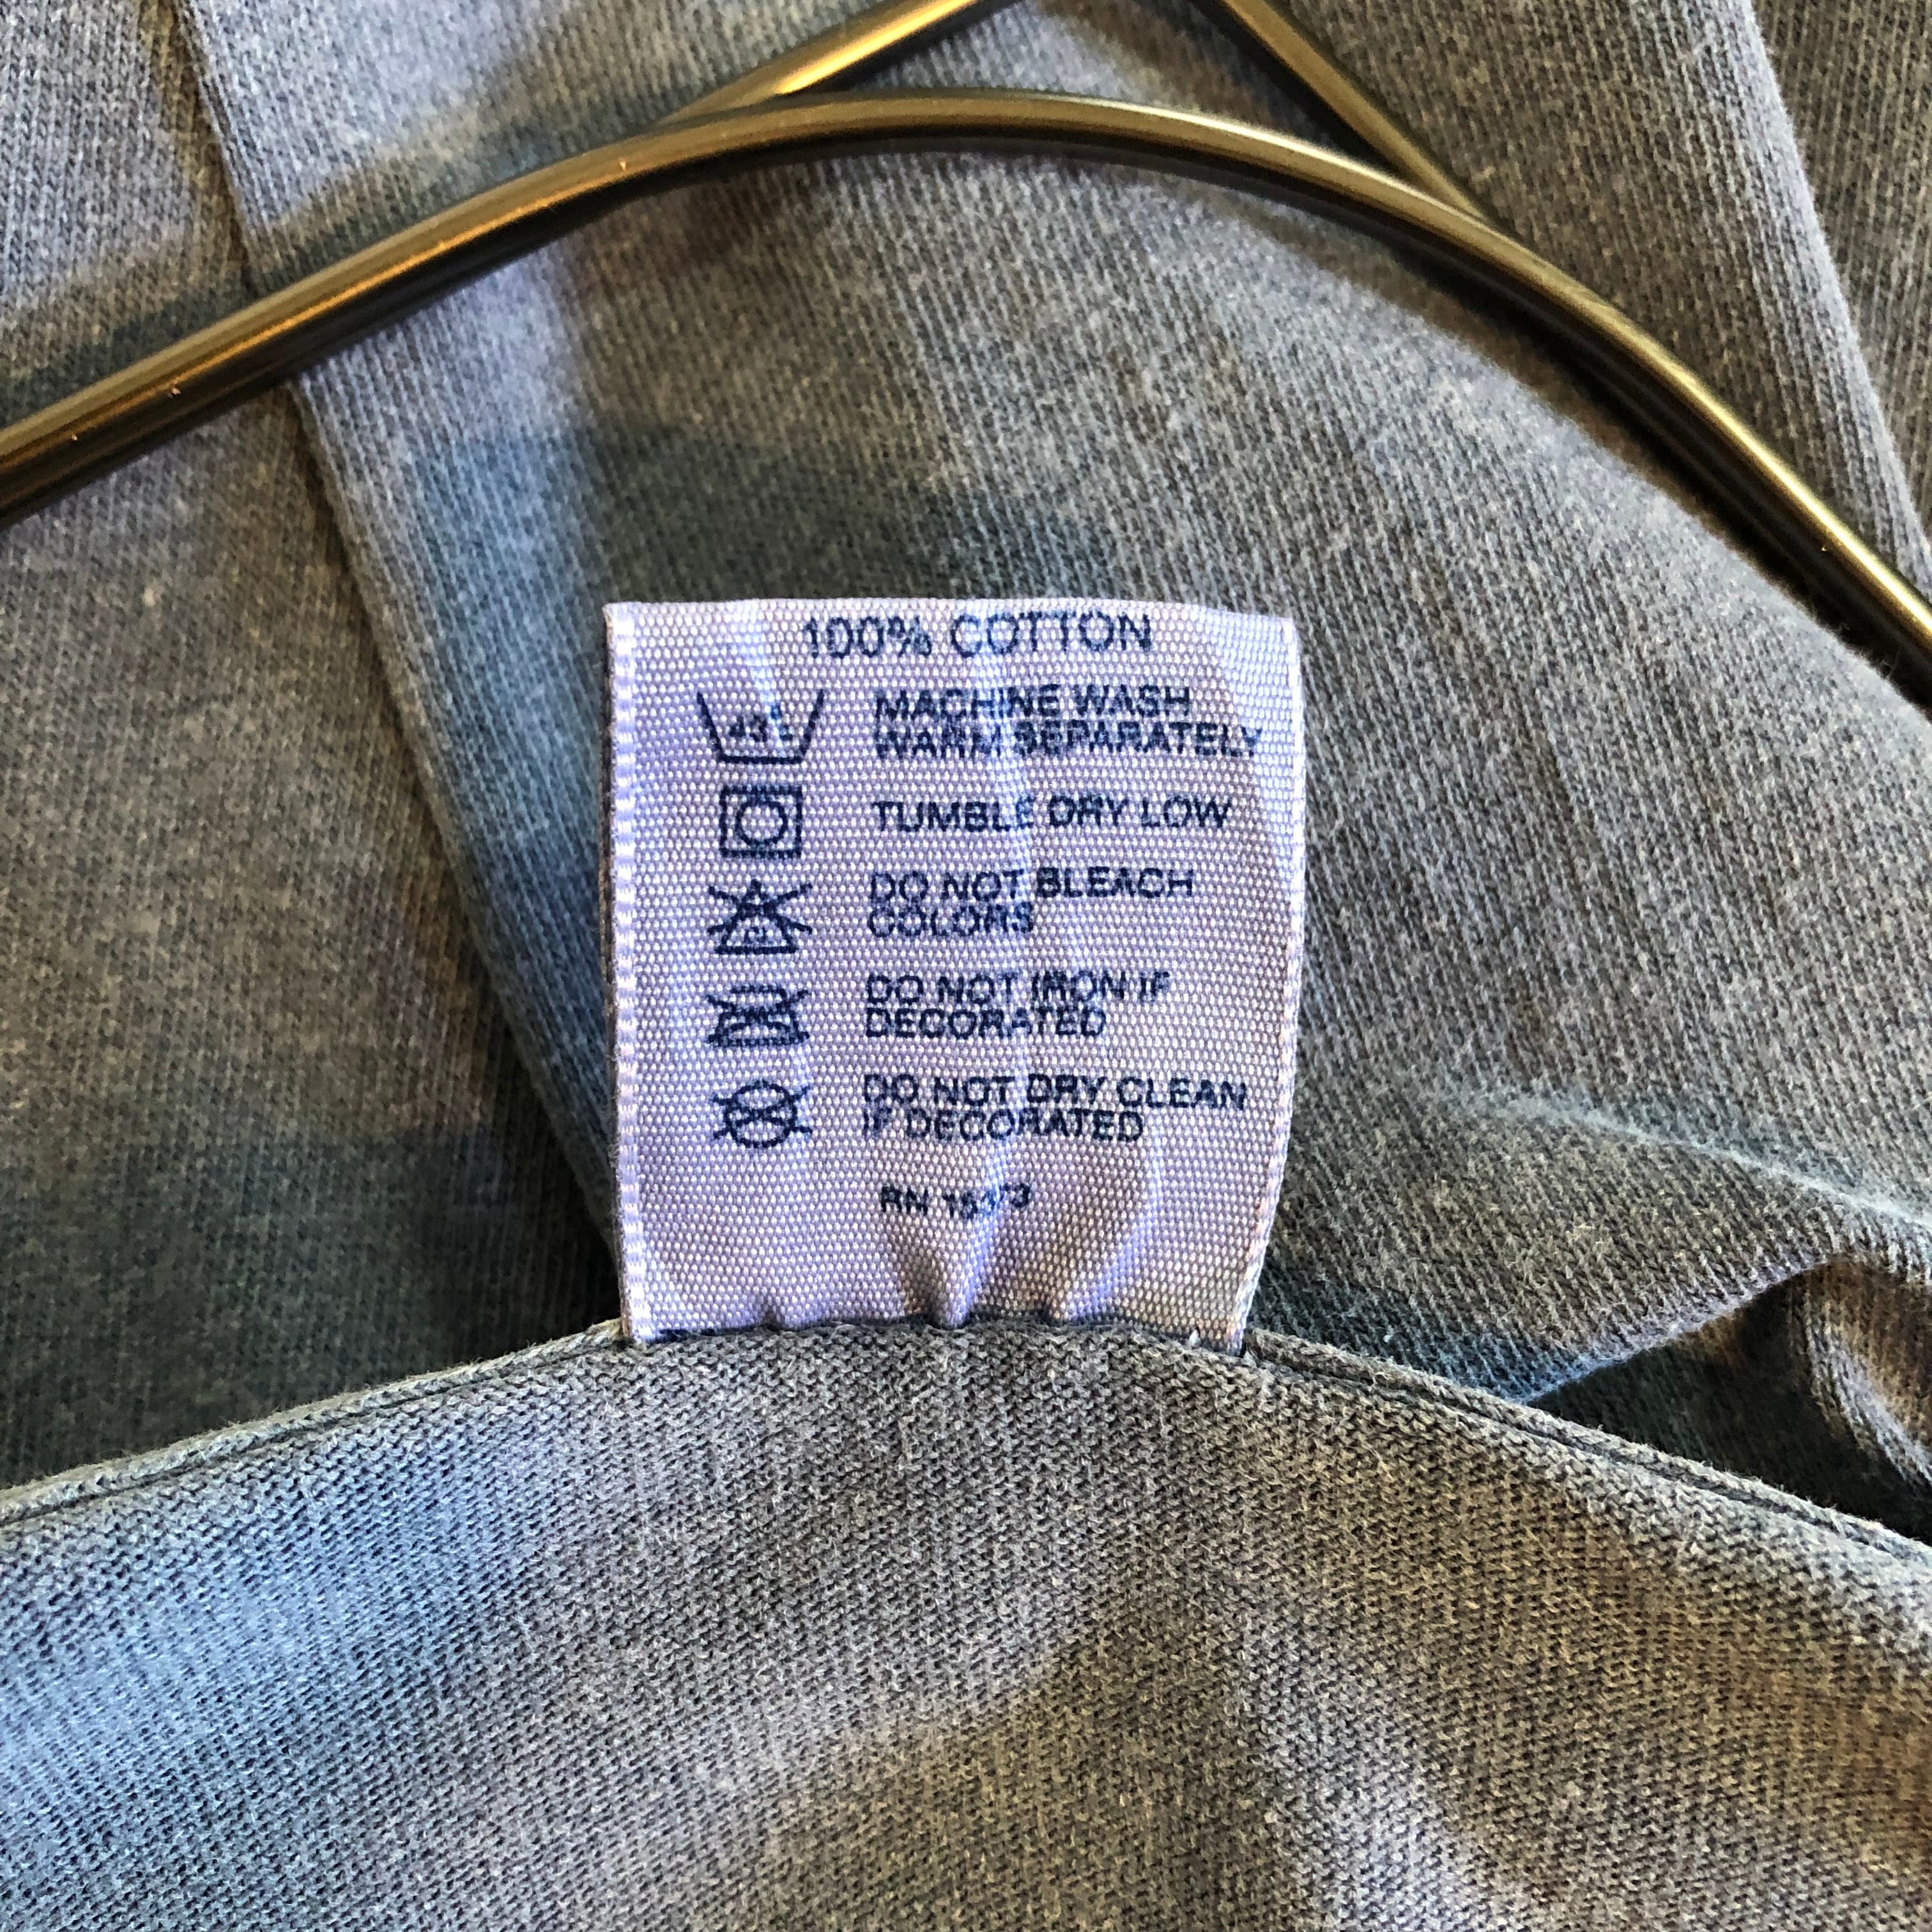 100% COTTON
MACHINE WASH
WARM SEPARATELY
TUMBLE DRY LOW
DO NOT BLEACH
COLORS
DO NOT IRON IF
DECORATED
DO NOT DRY CLEAN
IF DECORATED
RN